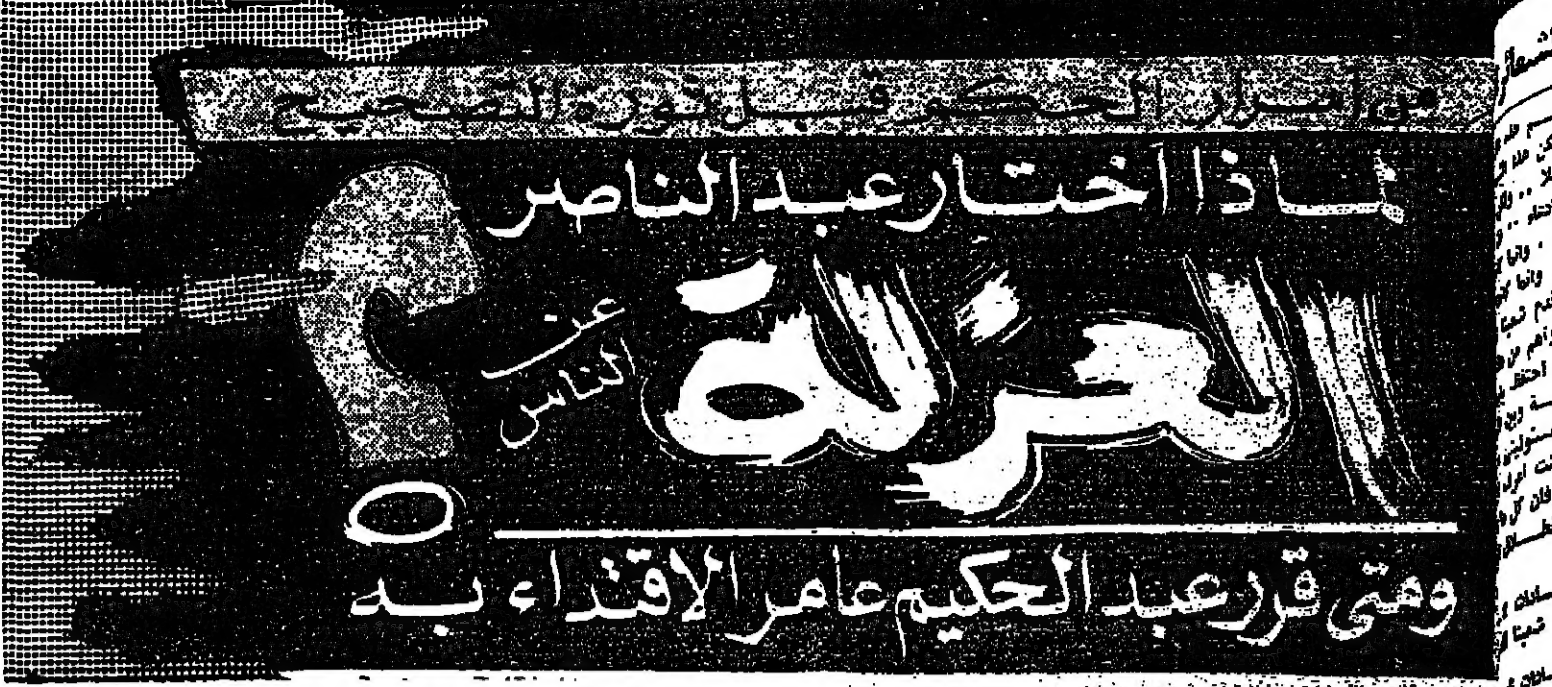 من أسرار الحكم قبل ثورة التصحيح
لماذا اختار عبد الناصر
العزلة
عن
الناس
؟
ومتى قرر عبد الحكيم عامر الاقتداء به